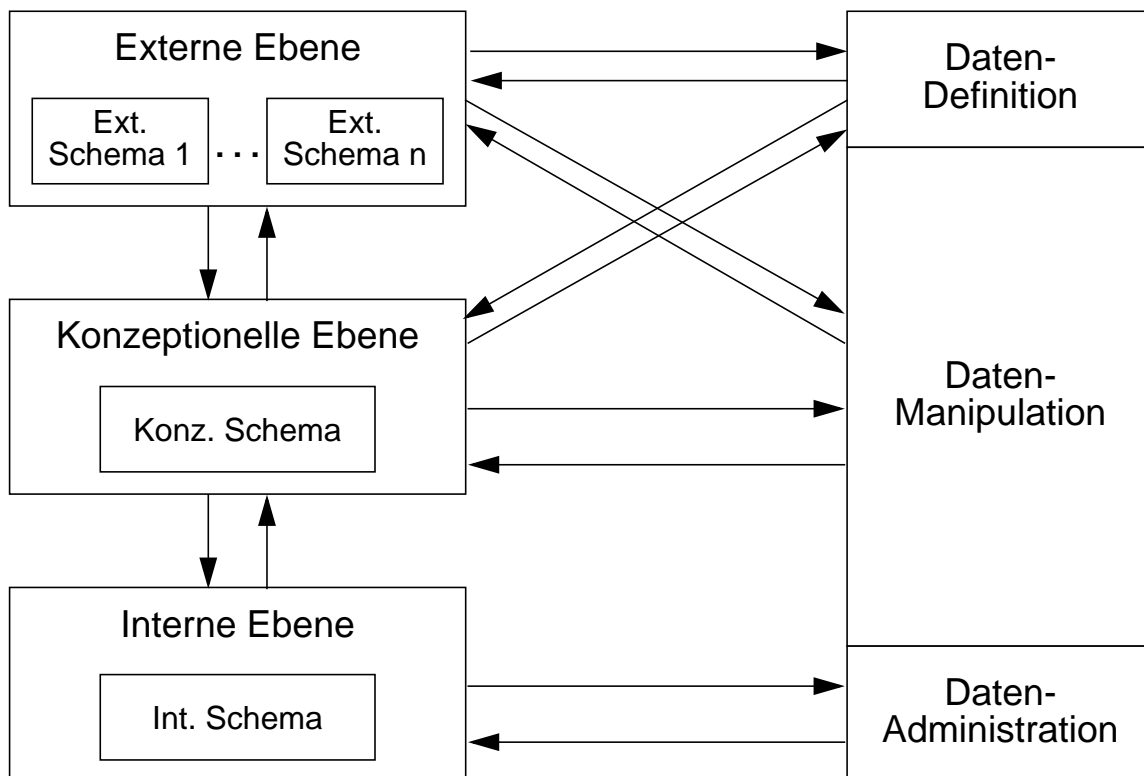 Externe Ebene
Ext.
Schema 1
. . .
Ext.
Schema n
Konzeptionelle Ebene
Konz. Schema
Interne Ebene
Int. Schema
Daten-
Definition
Daten-
Manipulation
Daten-
Administration